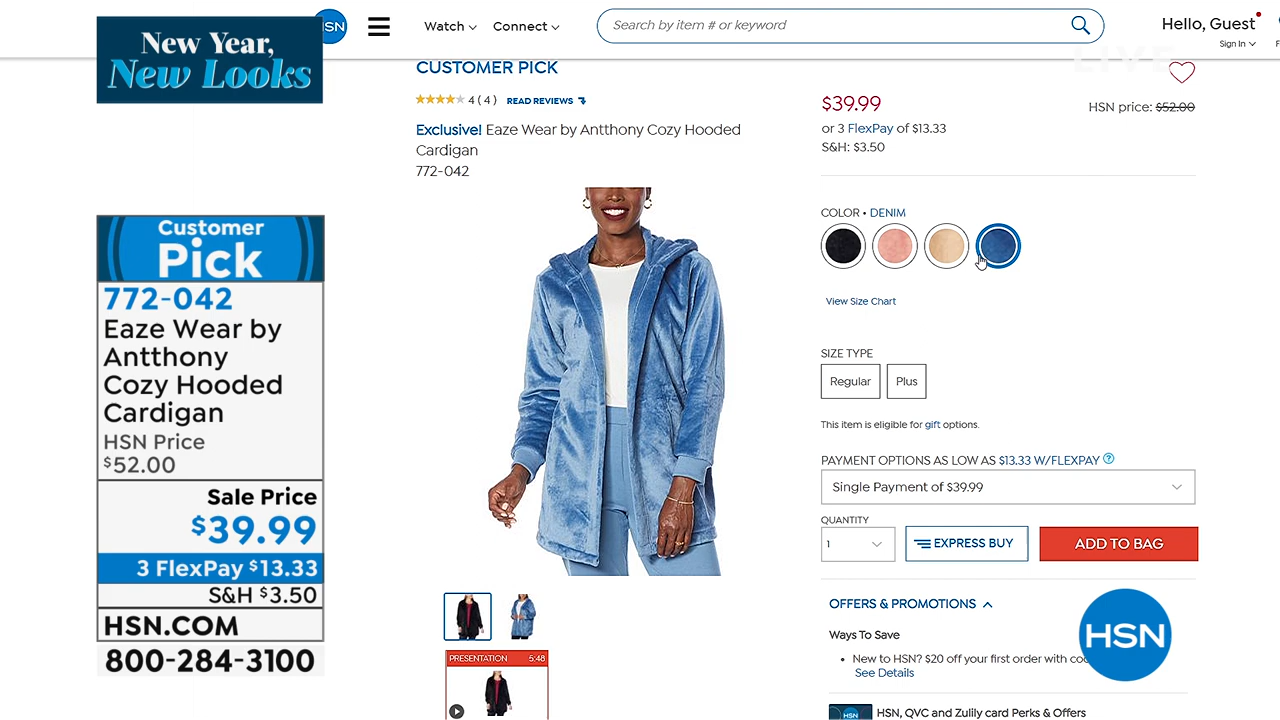 New Year,
New Looks
HSN
Watch
Connect
Search by item # or keyword
Hello, Guest
Sign In
F
LIVE
CUSTOMER PICK
4 ( 4 ) READ REVIEWS
Exclusive! Eaze Wear by Antthony Cozy Hooded
Cardigan
772-042
$39.99
HSN price: $52.00
or 3 FlexPay of $13.33
S&H: $3.50
COLOR • DENIM
View Size Chart
SIZE TYPE
Regular
Plus
This item is eligible for gift options.
PAYMENT OPTIONS AS LOW AS $13.33 W/FLEXPAY ?
Single Payment of $39.99
QUANTITY
1
EXPRESS BUY
ADD TO BAG
OFFERS & PROMOTIONS
Ways To Save
• New to HSN? $20 off your first order with
See Details
HSN
HSN, QVC and Zulily card Perks & Offers
HSN
PRESENTATION 5:48
Customer
Pick
772-042
Eaze Wear by
Antthony
Cozy Hooded
Cardigan
HSN Price
$52.00
Sale Price
$39.99
3 FlexPay $13.33
S&H $3.50
HSN.COM
800-284-3100